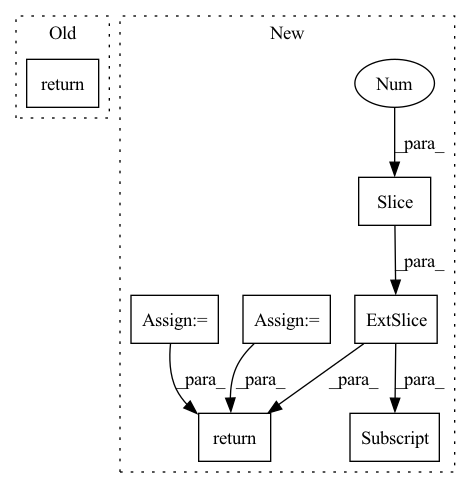 Old
New
return
Num
_para_
Slice
_para_
Assign:=
Assign:=
ExtSlice
_para_
_para_
_para_
_para_
return
Subscript